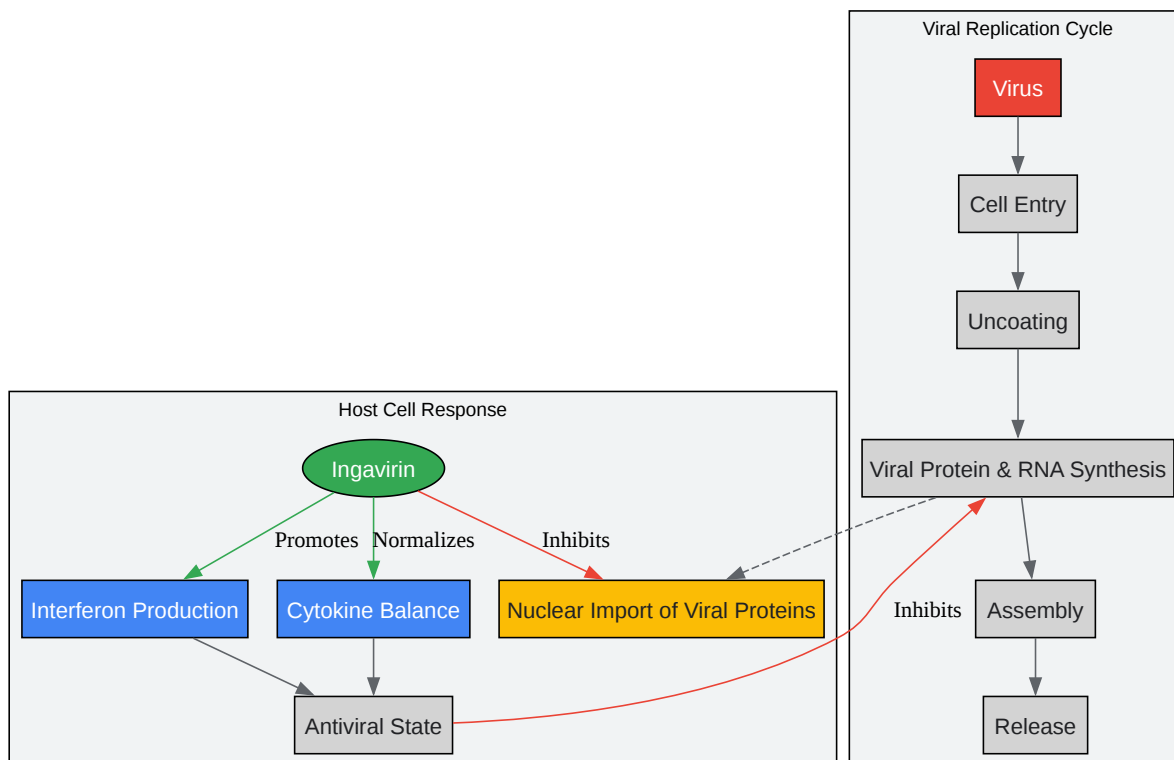 Viral Replication Cycle
Virus
Cell Entry
Uncoating
Viral Protein & RNA Synthesis
Assembly
Release
Host Cell Response
Ingavirin
Promotes
Normalizes
Inhibits
Interferon Production
Cytokine Balance
Nuclear Import of Viral Proteins
Inhibits
Antiviral State